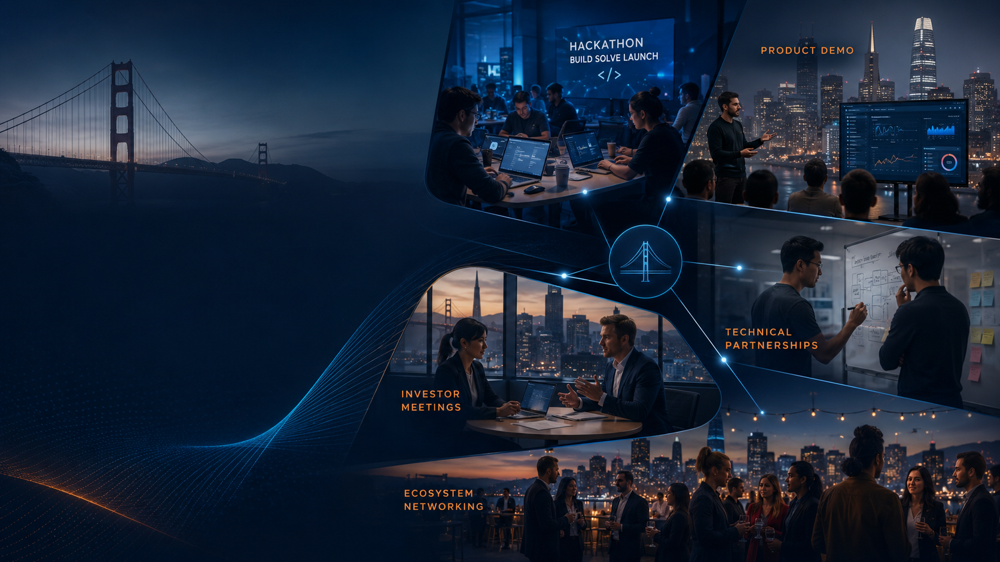 HACKATHON
BUILD SOLVE LAUNCH
</>
PRODUCT DEMO
TECHNICAL
PARTNERSHIPS
INVESTOR
MEETINGS
ECOSYSTEM
NETWORKING